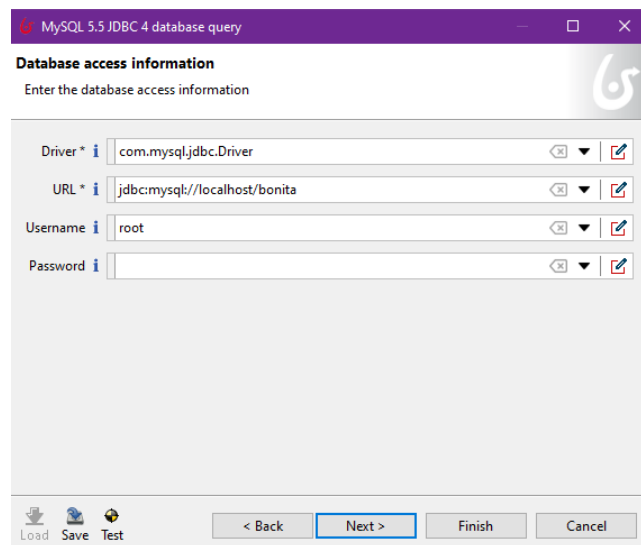 MySQL 5.5 JDBC 4 database query
Database access information
Enter the database access information
Driver * i com.mysql.jdbc.Driver
URL * i jdbc:mysql://localhost/bonita
Username i root
Password i
Load Save Test < Back Next > Finish Cancel